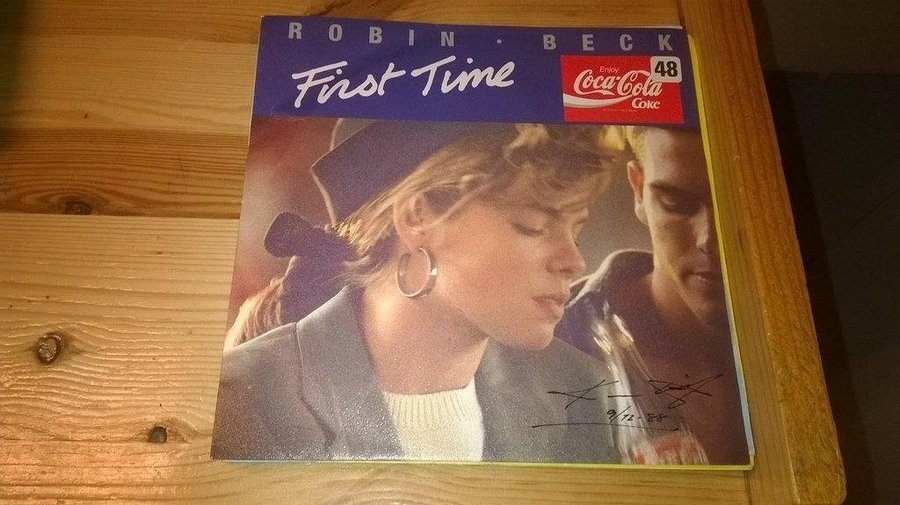 ROBIN · BECK
First Time
Enjoy
Coca-Cola
Coke
48
9/12-88